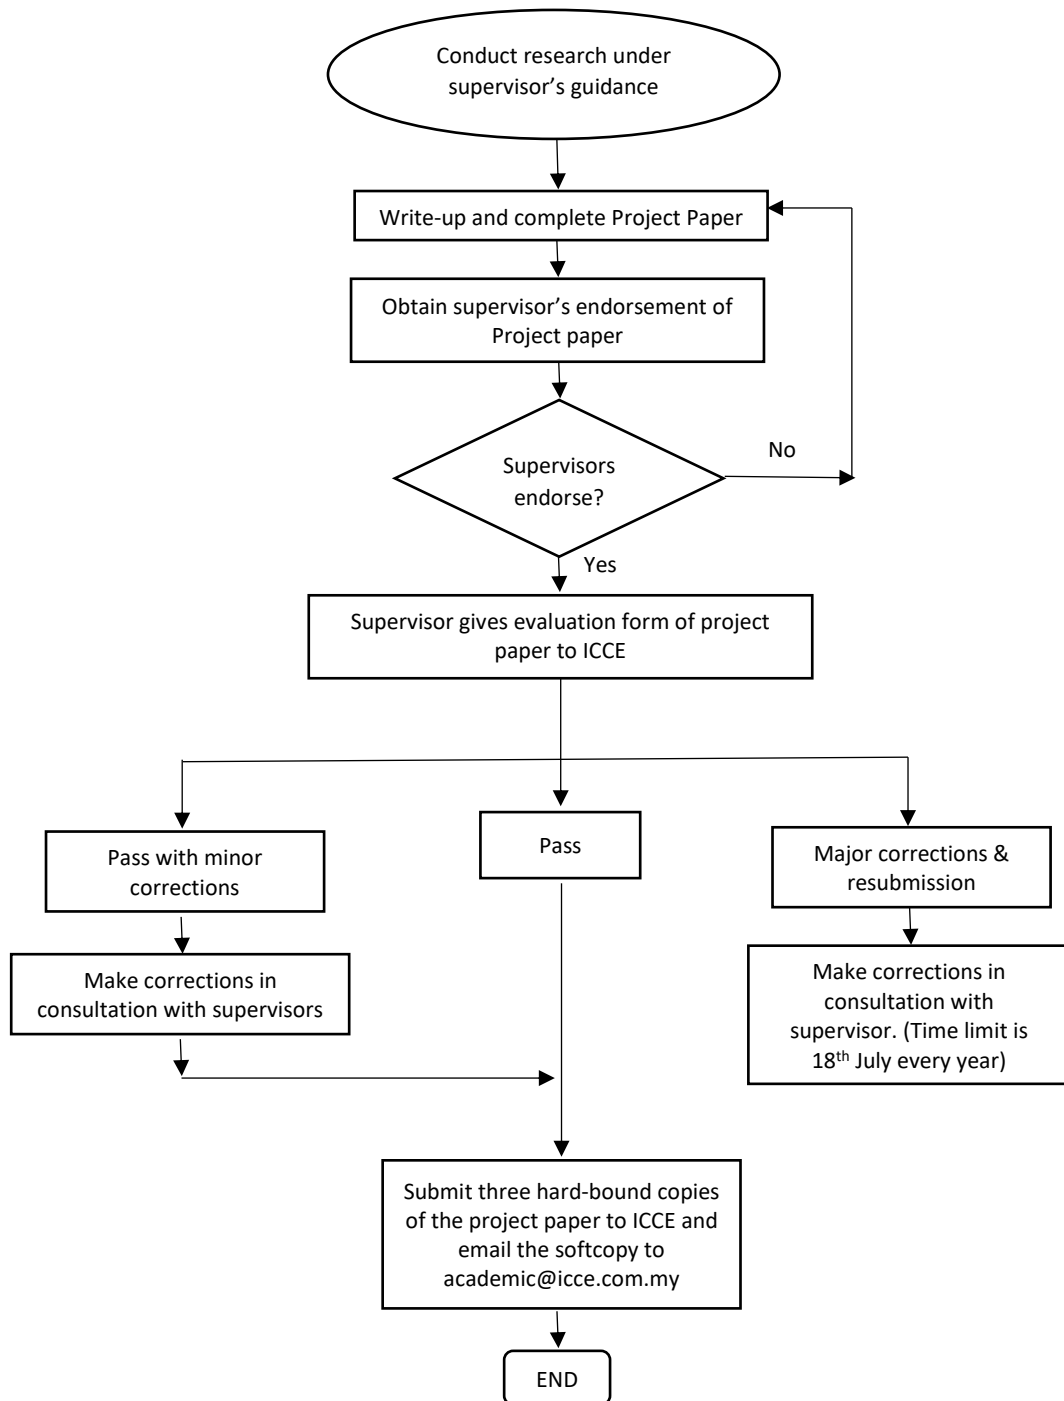 Conduct research under
supervisor’s guidance
Write-up and complete Project Paper
Obtain supervisor’s endorsement of
Project paper
Supervisors
endorse?
No
Yes
Supervisor gives evaluation form of project
paper to ICCE
Pass with minor
corrections
Pass
Major corrections &
resubmission
Make corrections in
consultation with supervisors
Make corrections in
consultation with
supervisor. (Time limit is
18th July every year)
Submit three hard-bound copies
of the project paper to ICCE and
email the softcopy to
academic@icce.com.my
END